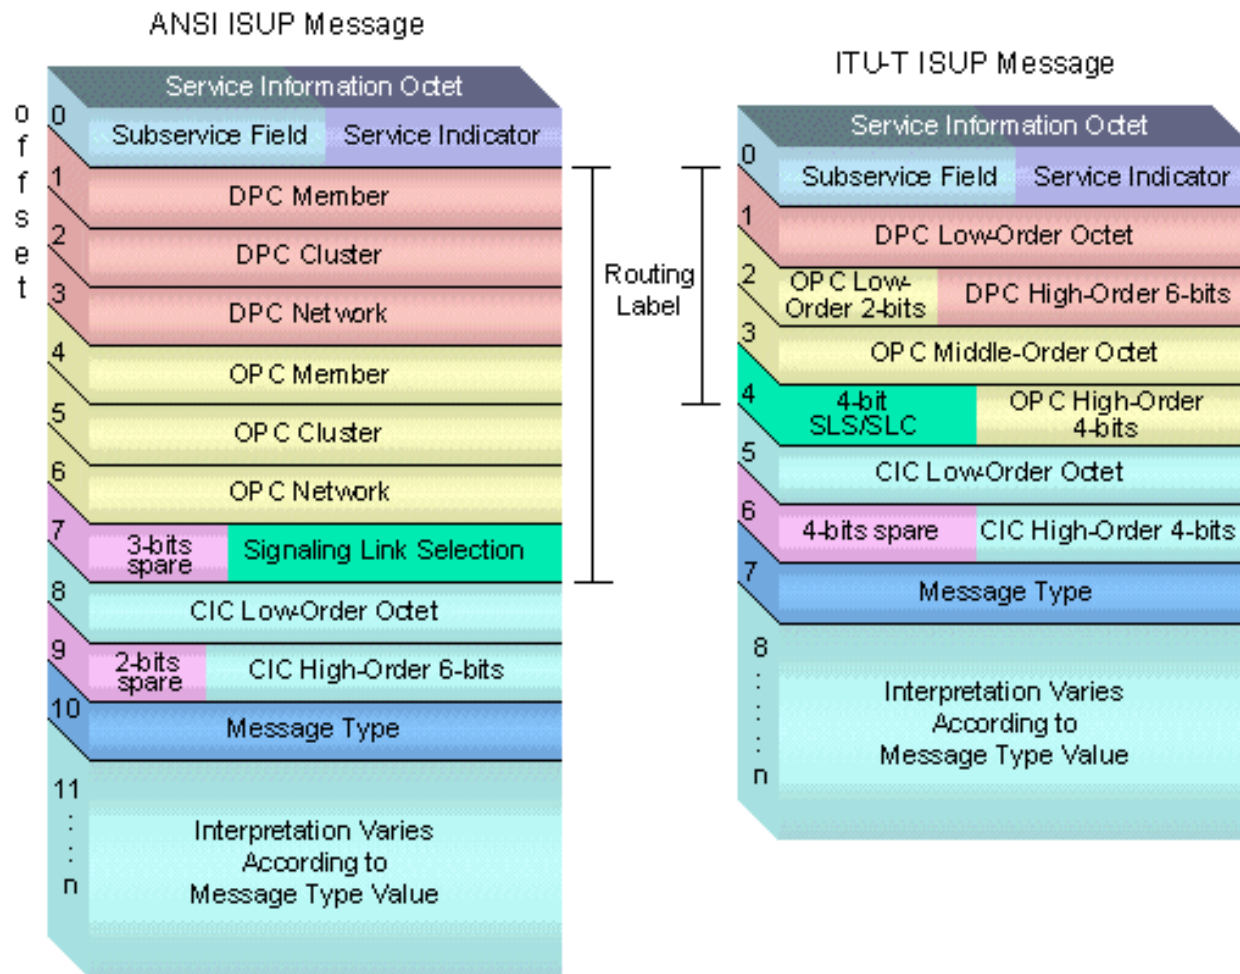 ANSI ISUP Message
offset
Service Information Octet
0
Subservice Field
Service Indicator
1
DPC Member
2
DPC Cluster
3
DPC Network
4
OPC Member
5
OPC Cluster
6
OPC Network
7
3-bits
spare
Signaling Link Selection
8
CIC Low-Order Octet
9
2-bits
spare
CIC High-Order 6-bits
10
Message Type
11
:
:
n
Interpretation Varies
According to
Message Type Value
Routing
Label
ITU-T ISUP Message
Service Information Octet
0
Subservice Field
Service Indicator
1
DPC Low-Order Octet
2
OPC Low-
Order 2-bits
DPC High-Order 6-bits
3
OPC Middle-Order Octet
4
4-bit
SLS/SLC
OPC High-Order
4-bits
5
CIC Low-Order Octet
6
4-bits spare
CIC High-Order 4-bits
7
Message Type
8
:
:
n
Interpretation Varies
According to
Message Type Value